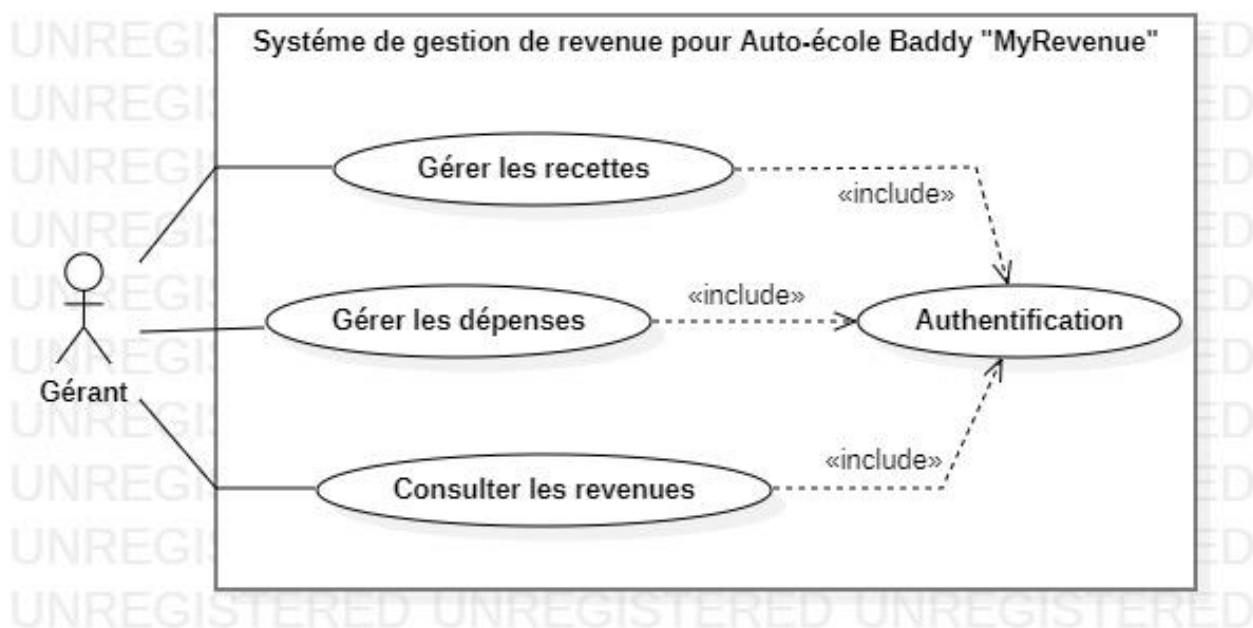 Systéme de gestion de revenue pour Auto-école Baddy "MyRevenue"
Gérer les recettes
«include»
Gérer les dépenses
«include»
Authentification
Gérant
Consulter les revenues
«include»
UNREGISTERED UNREGISTERED UNREGISTERED